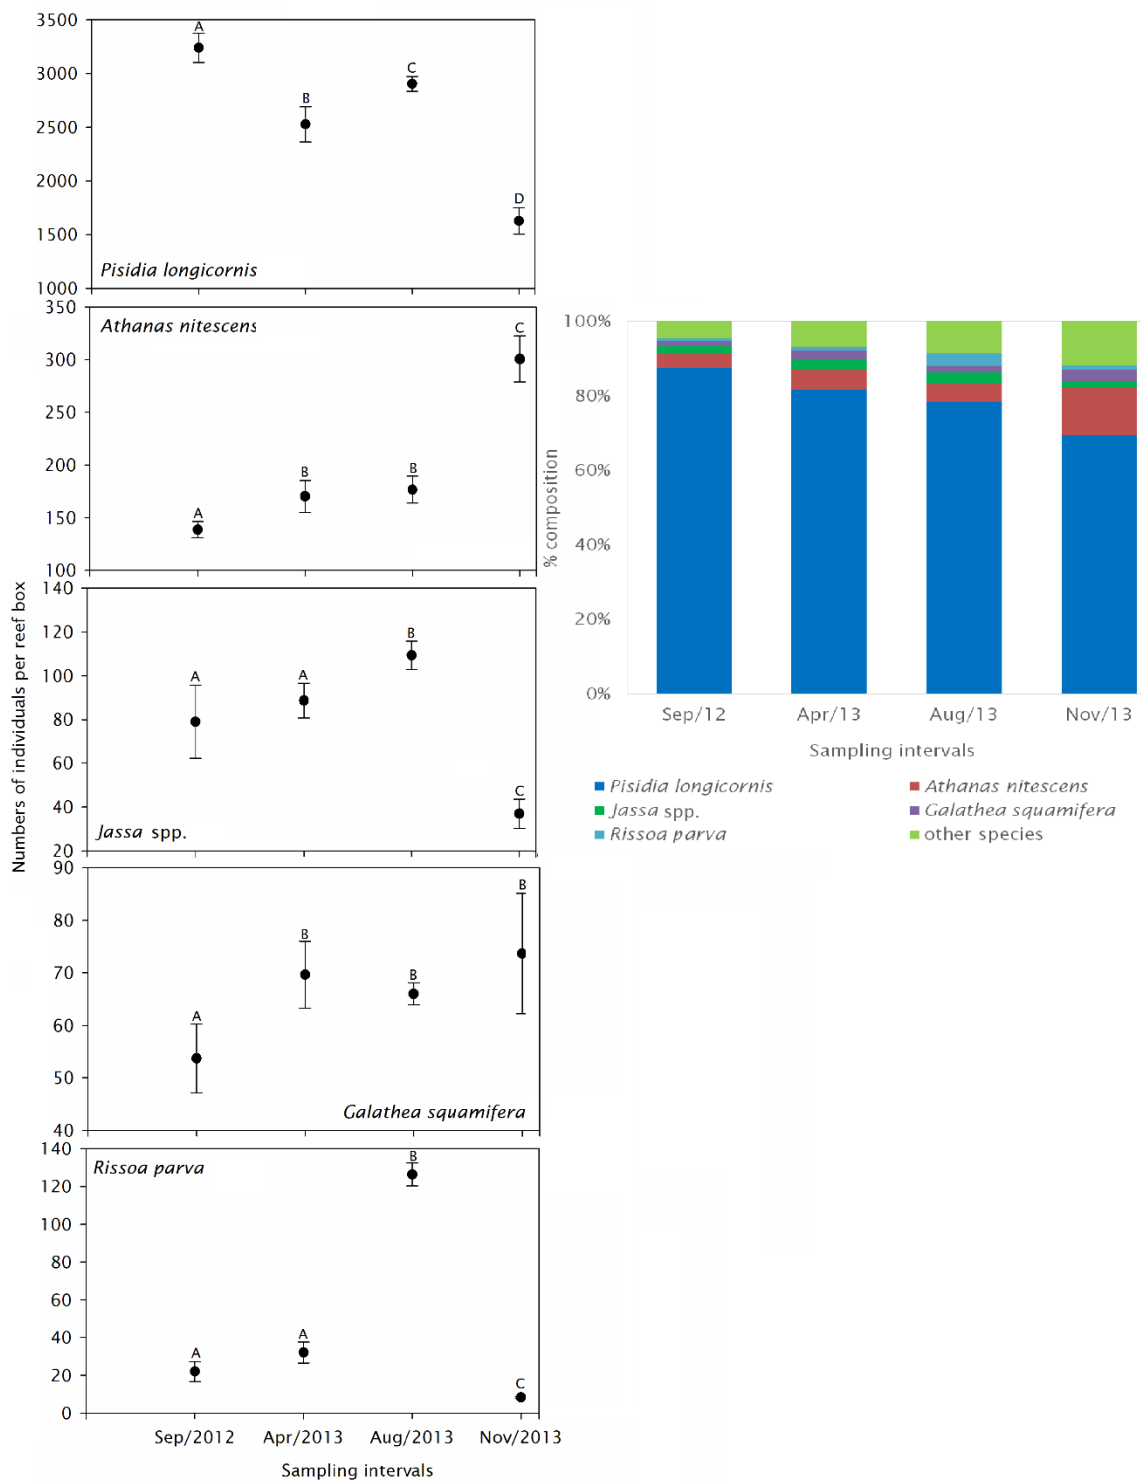 Numbers of individuals per reef box
3500
3000
2500
2000
1500
1000
A
B
C
D
Pisidia longicornis
350
300
250
200
150
100
Athanas nitescens
A
B
B
C
140
120
100
80
60
40
20
A
A
B
C
Jassa spp.
90
80
70
60
50
40
A
B
B
B
Galathea squamifera
140
120
100
80
60
40
20
0
Rissoa parva
A
A
B
C
Sep/2012 Apr/2013 Aug/2013 Nov/2013
Sampling intervals
% composition
100%
80%
60%
40%
20%
0%
Sep/12 Apr/13 Aug/13 Nov/13
Sampling intervals
Pisidia longicornis Athanas nitescens
Jassa spp. Galathea squamifera
Rissoa parva other species